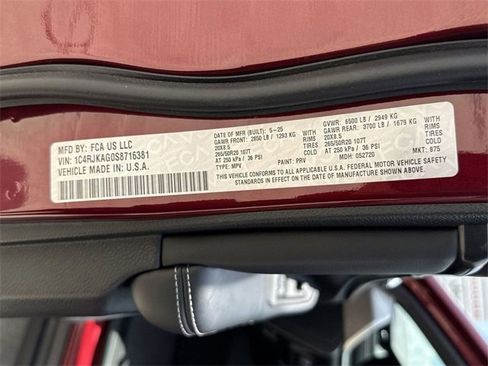 MFD BY: FCA US LLC
VIN: 1C4RJKAG0S8716381
VEHICLE MADE IN: U.S.A.
DATE OF MFR (BUILT): 5-25
GAWR FRONT: 2850 LB / 1293 KG WITH
20X8.5 RIMS
265/50R20 107T TIRES
AT 250 kPa / 36 PSI COLD
TYPE: MPV PAINT: PRV
GVWR: 6500 LB / 2949 KG
GAWR REAR: 3700 LB / 1679 KG WITH
20X8.5 RIMS
265/50R20 107T TIRES
AT 250 kPa / 36 PSI COLD
MDH: 052720 MKT: 875
THIS VEHICLE CONFORMS TO ALL APPLICABLE U.S.A. FEDERAL MOTOR VEHICLE SAFETY
STANDARDS IN EFFECT ON THE DATE OF MANUFACTURE SHOWN ABOVE.